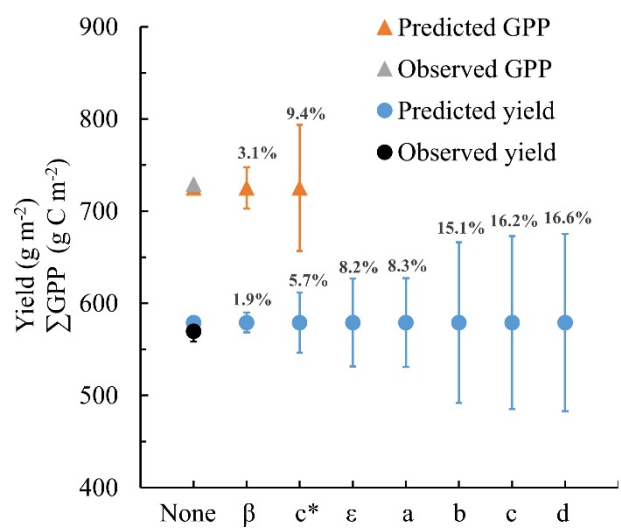 900
800
700
600
500
400
Yield (g m⁻²)
∑GPP (g C m⁻²)
Predicted GPP
Observed GPP
Predicted yield
Observed yield
3.1%
9.4%
1.9%
5.7%
8.2%
8.3%
15.1%
16.2%
16.6%
None β c* ε a b c d